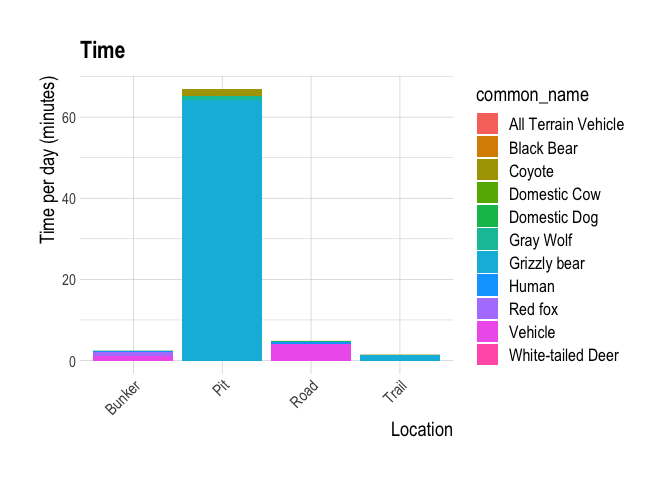 Time
Time per day (minutes)
60
40
20
0
Bunker
Pit
Road
Trail
Location
common_name
All Terrain Vehicle
Black Bear
Coyote
Domestic Cow
Domestic Dog
Gray Wolf
Grizzly bear
Human
Red fox
Vehicle
White-tailed Deer